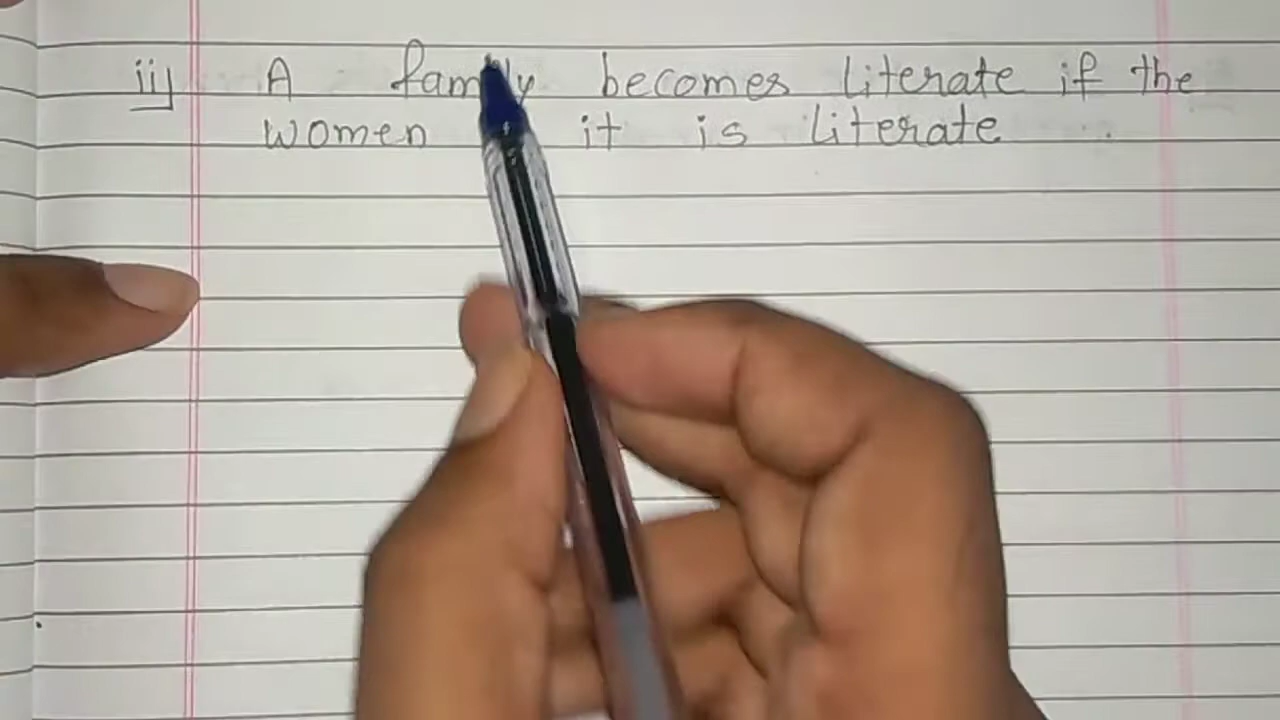 ii) A family becomes literate if the
women it is literate